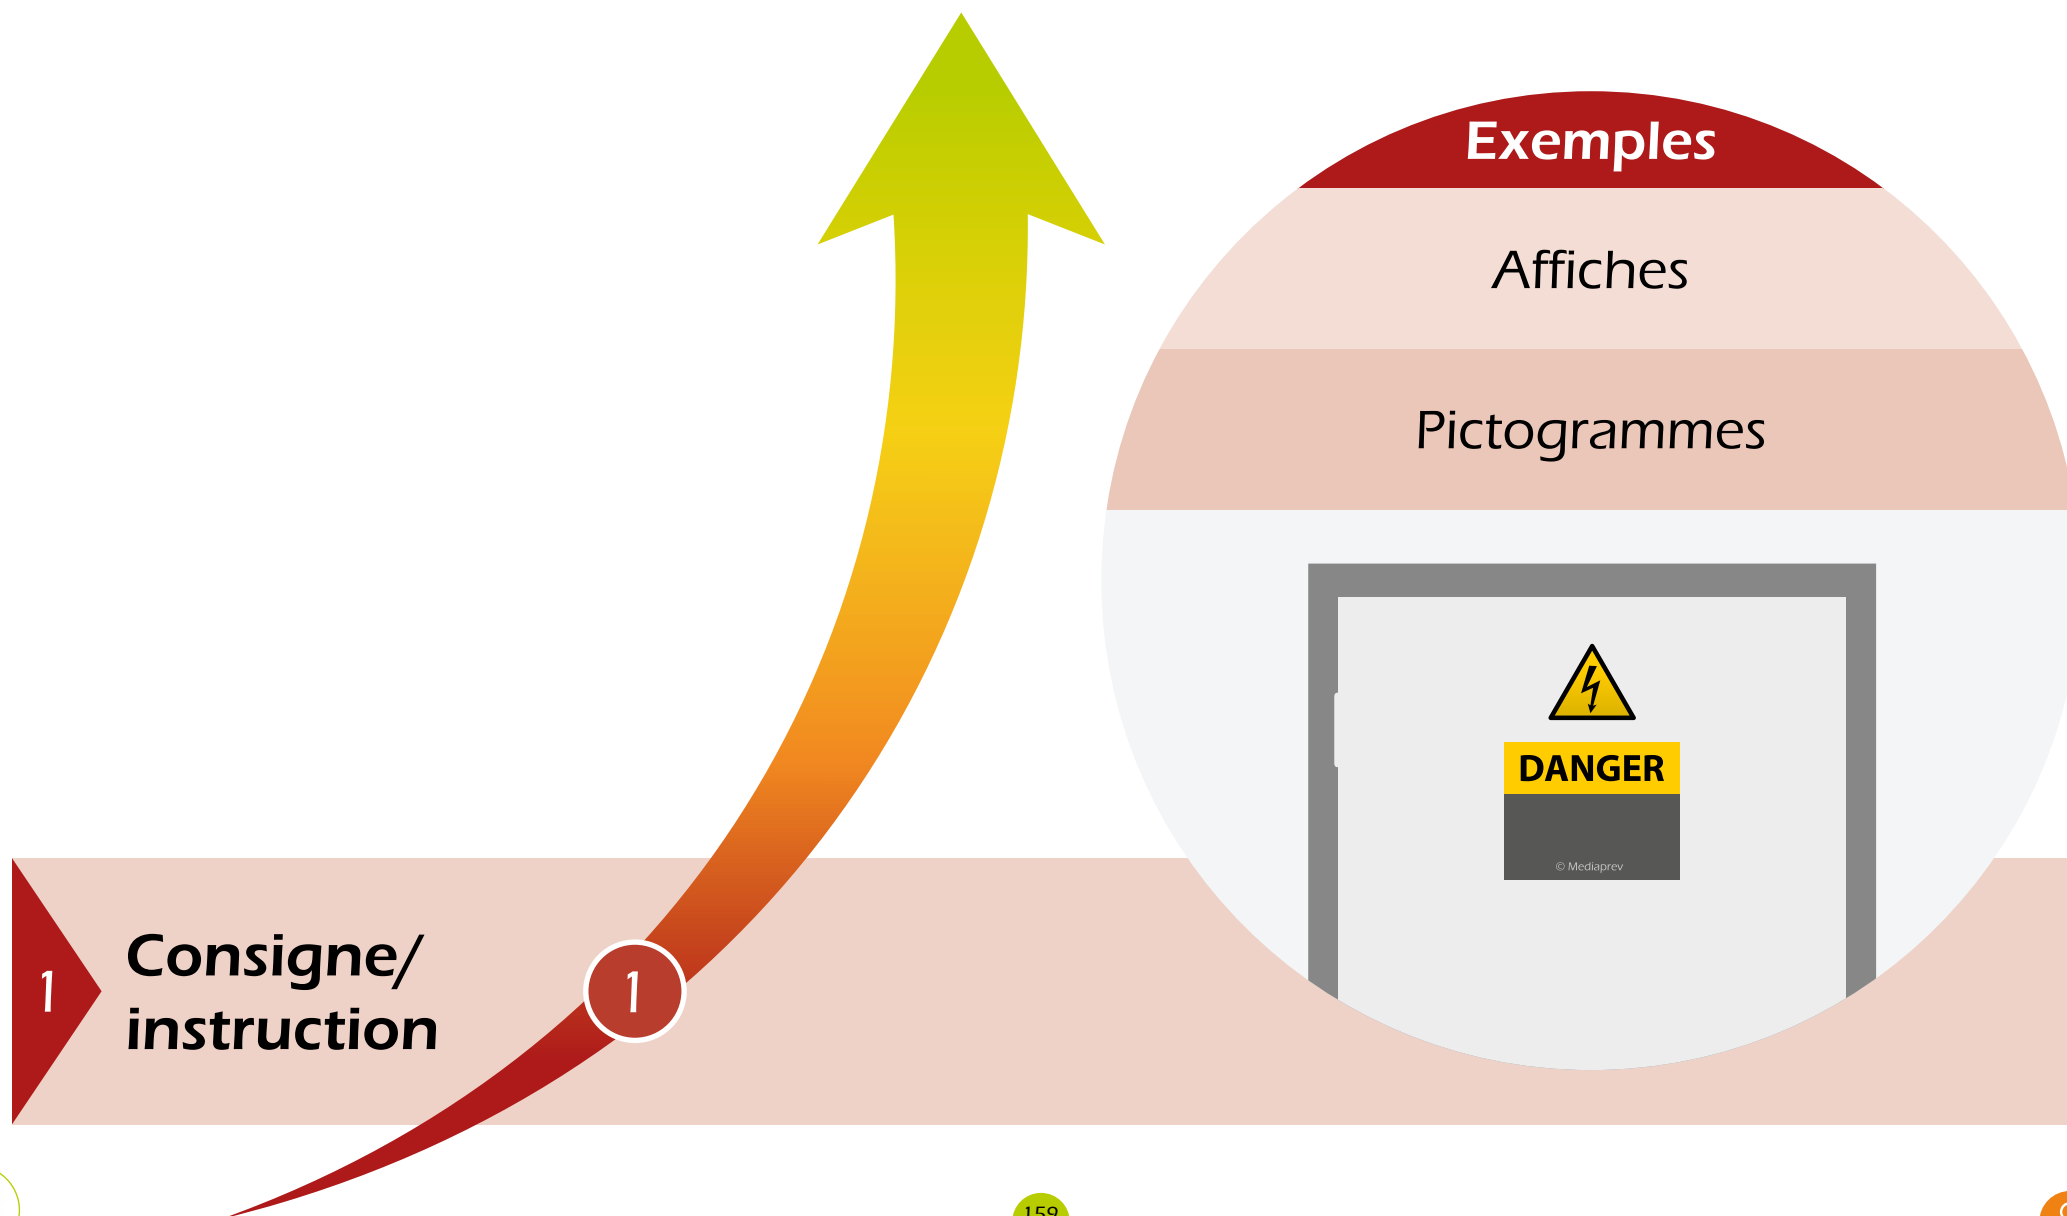 Exemples
Affiches
Pictogrammes
DANGER
© Mediaprev
1
Consigne/
instruction
1
159